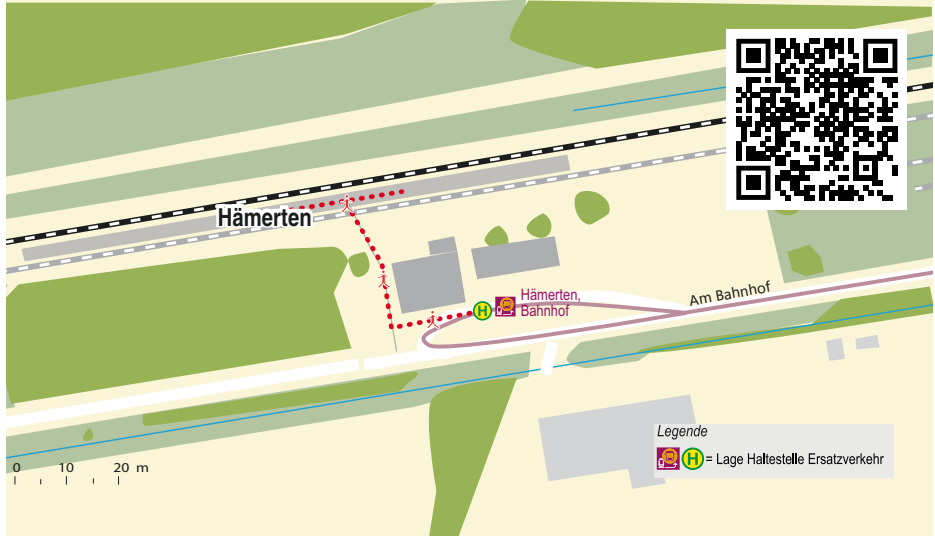 Hämerten
Hämerten,
Bahnhof
H
Am Bahnhof
0 10 20 m
Legende
H = Lage Haltestelle Ersatzverkehr